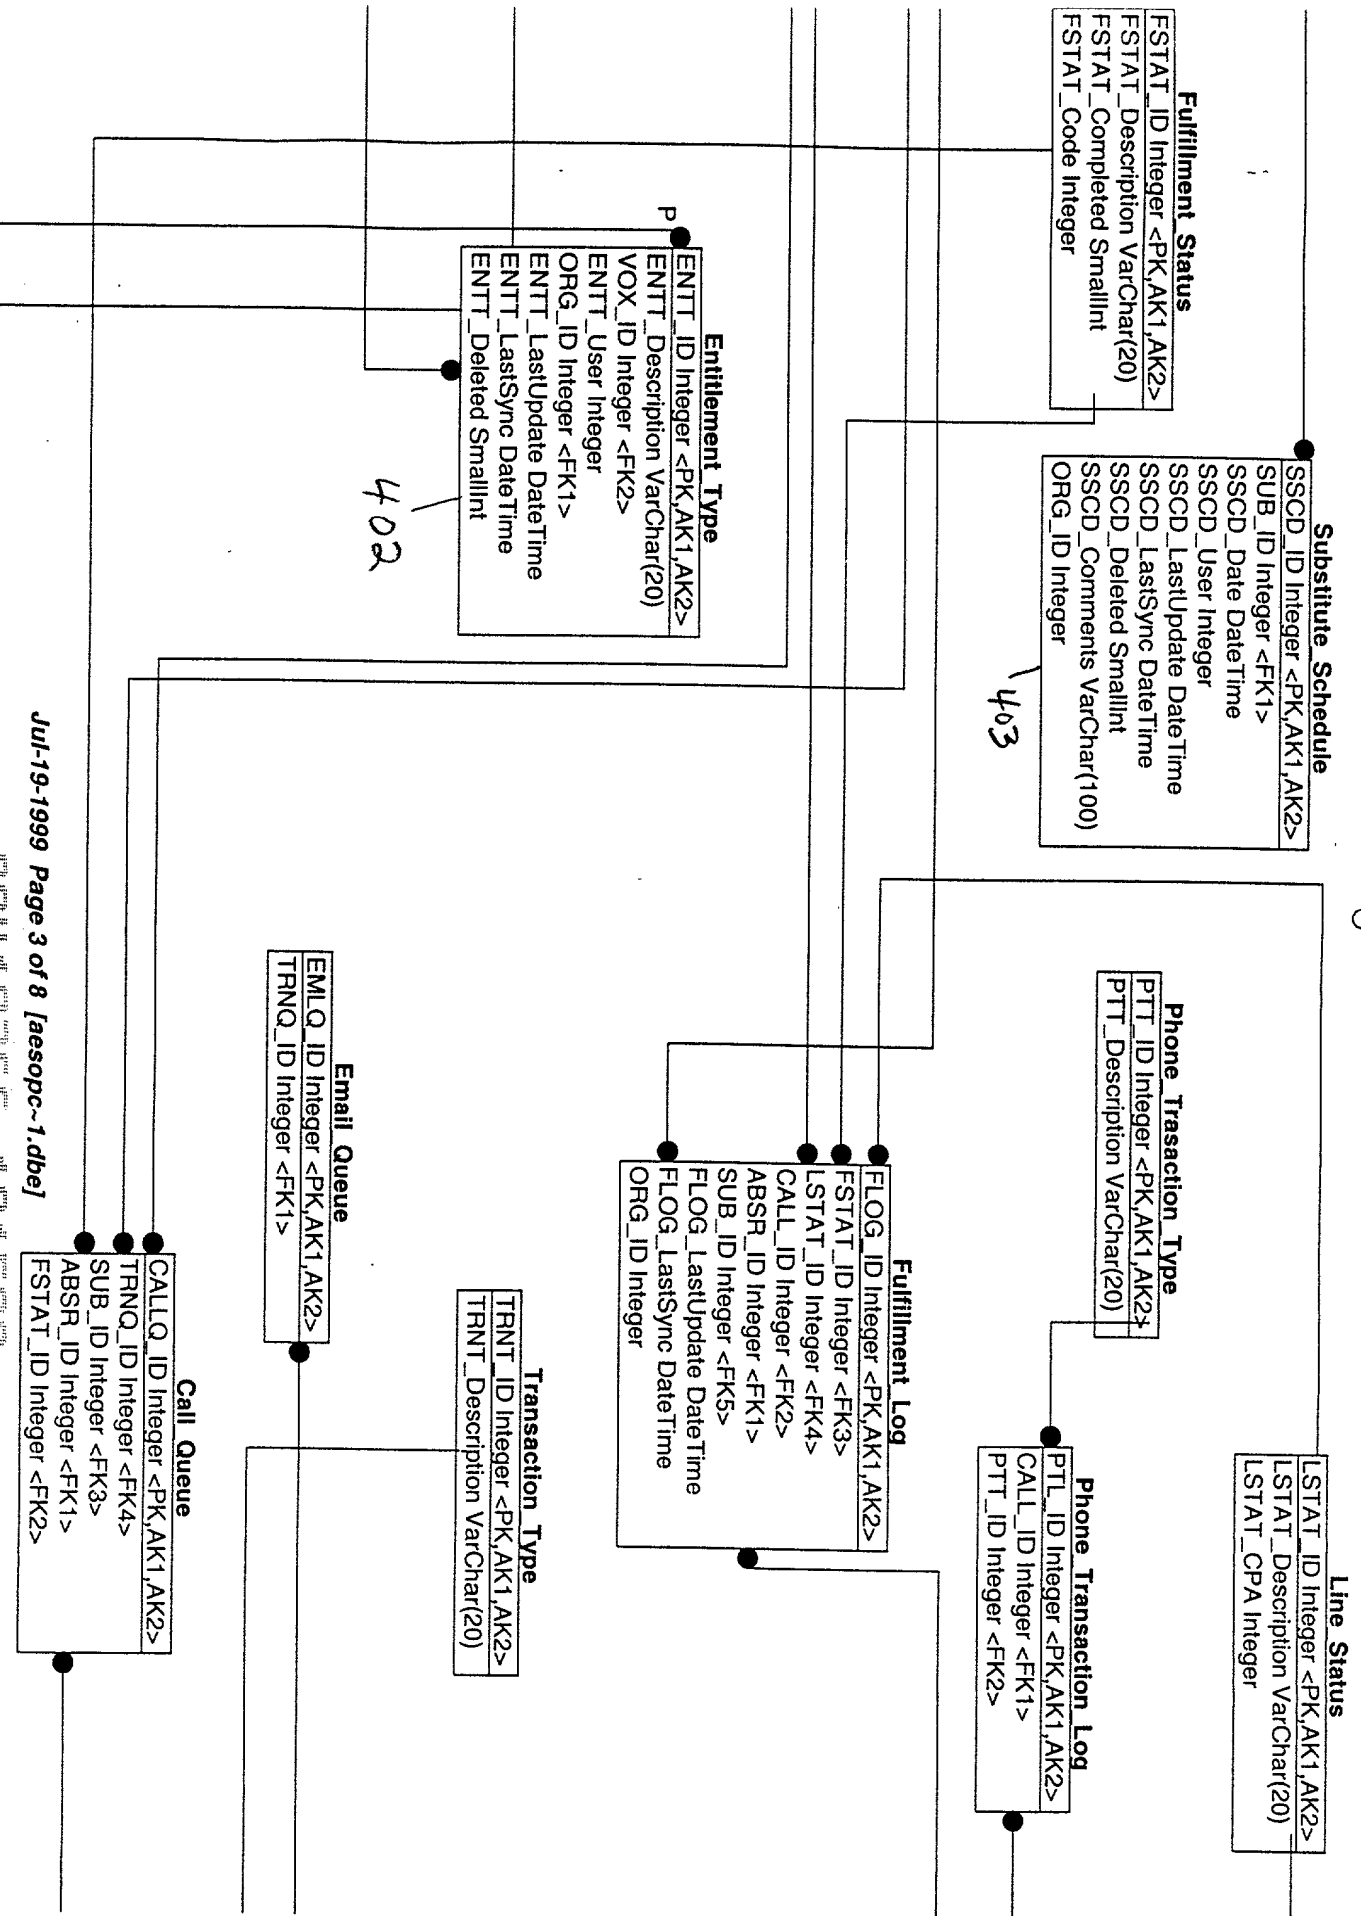 Fulfillment_Status
FSTAT_ID Integer <PK,AK1,AK2>
FSTAT_Description VarChar(20)
FSTAT_Completed SmallInt
FSTAT_Code Integer
Substitute_Schedule
SSCD_ID Integer <PK,AK1,AK2>
SUB_ID Integer <FK1>
SSCD_Date DateTime
SSCD_User Integer
SSCD_LastUpdate DateTime
SSCD_LastSync DateTime
SSCD_Deleted SmallInt
SSCD_Comments VarChar(100)
ORG_ID Integer
403
Line_Status
LSTAT_ID Integer <PK,AK1,AK2>
LSTAT_Description VarChar(20)
LSTAT_CPA Integer
Phone_Trasaction_Type
PTT_ID Integer <PK,AK1,AK2>
PTT_Description VarChar(20)
Phone_Transaction_Log
PTL_ID Integer <PK,AK1,AK2>
CALL_ID Integer <FK1>
PTT_ID Integer <FK2>
P
Entitlement_Type
ENTT_ID Integer <PK,AK1,AK2>
ENTT_Description VarChar(20)
VOX_ID Integer <FK2>
ENTT_User Integer
ORG_ID Integer <FK1>
ENTT_LastUpdate DateTime
ENTT_LastSync DateTime
ENTT_Deleted SmallInt
402
Fulfillment_Log
FLOG_ID Integer <PK,AK1,AK2>
FSTAT_ID Integer <FK3>
LSTAT_ID Integer <FK4>
CALL_ID Integer <FK2>
ABSR_ID Integer <FK1>
SUB_ID Integer <FK5>
FLOG_LastUpdate DateTime
FLOG_LastSync DateTime
ORG_ID Integer
Transaction_Type
TRNT_ID Integer <PK,AK1,AK2>
TRNT_Description VarChar(20)
Email_Queue
EMLQ_ID Integer <PK,AK1,AK2>
TRNQ_ID Integer <FK1>
Call_Queue
CALLQ_ID Integer <PK,AK1,AK2>
TRNQ_ID Integer <FK4>
SUB_ID Integer <FK3>
ABSR_ID Integer <FK1>
FSTAT_ID Integer <FK2>
Jul-19-1999 Page 3 of 8 [aesopc~1.dbe]